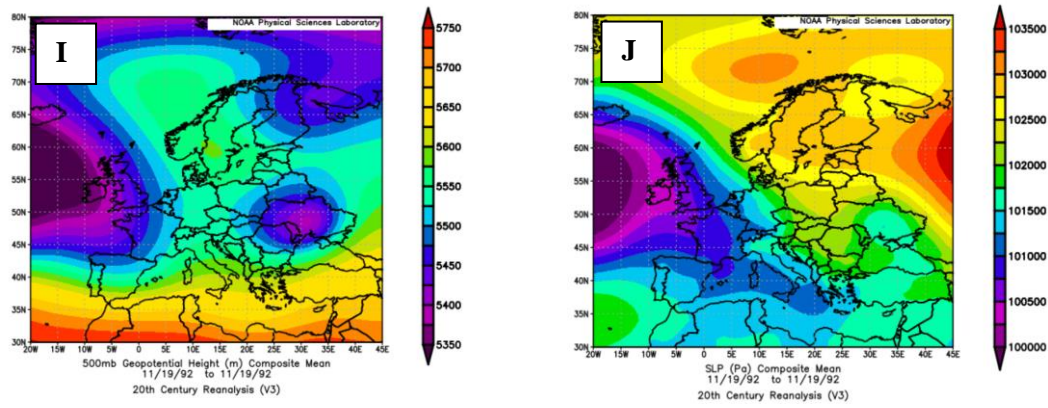 NOAA Physical Sciences Laboratory
I
80N
75N
70N
65N
60N
55N
50N
45N
40N
35N
30N
20W 15W 10W 5W 0 5E 10E 15E 20E 25E 30E 35E 40E 45E
5750
5700
5650
5600
5550
5500
5450
5400
5350
500mb Geopotential Height (m) Composite Mean
11/19/92 to 11/19/92
20th Century Reanalysis (V3)
NOAA Physical Sciences Laboratory
J
80N
75N
70N
65N
60N
55N
50N
45N
40N
35N
30N
20W 15W 10W 5W 0 5E 10E 15E 20E 25E 30E 35E 40E 45E
103500
103000
102500
102000
101500
101000
100500
100000
SLP (Pa) Composite Mean
11/19/92 to 11/19/92
20th Century Reanalysis (V3)